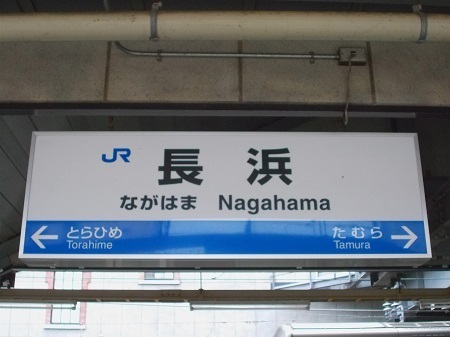 JR 長浜
ながはま Nagahama
← とらひめ たむら →
Torahime Tamura